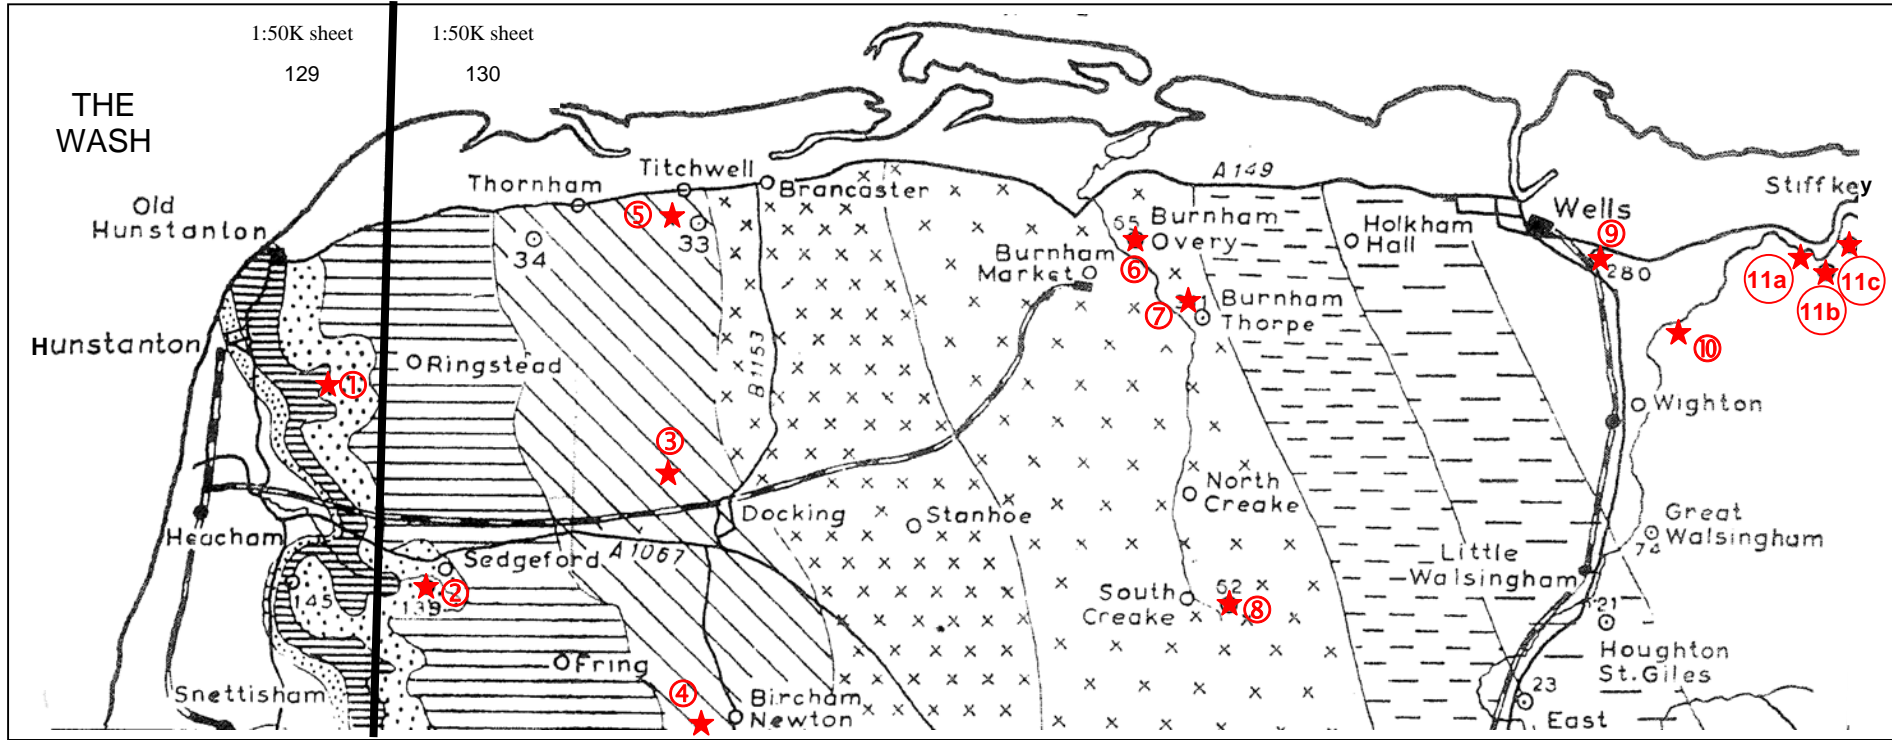 1:50K sheet
129
1:50K sheet
130
THE
WASH
Old
Hunstanton
Thornham
Titchwell
Brancaster
A149
Stiffkey
⑤
33
34
65
Burnham
Overy
⑥
Burnham
Market
Holkham
Hall
Wells
⑨
280
11a
11b
11c
⑦
Burnham
Thorpe
⑩
Hunstanton
Ringstead
①
B1153
Wighton
③
North
Creake
Heacham
Docking
Stanhoe
Great
Walsingham
74
Sedgeford
A1067
Little
Walsingham
②
145
139
South
Creake
62
⑧
21
Houghton
St.Giles
Fring
Snettisham
④
Bircham
Newton
23
East